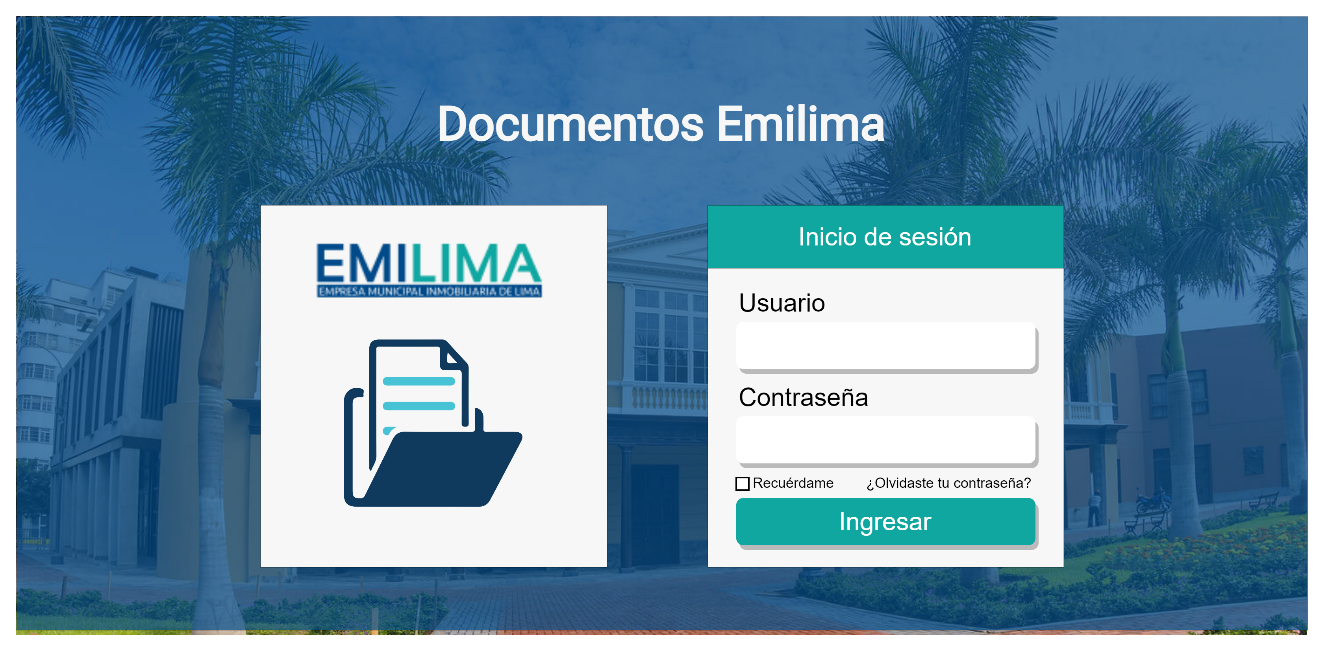 Documentos Emilima
EMILIMA
EMPRESA MUNICIPAL INMOBILIARIA DE LIMA
Inicio de sesión
Usuario
Contraseña
Recuérdame
¿Olvidaste tu contraseña?
Ingresar